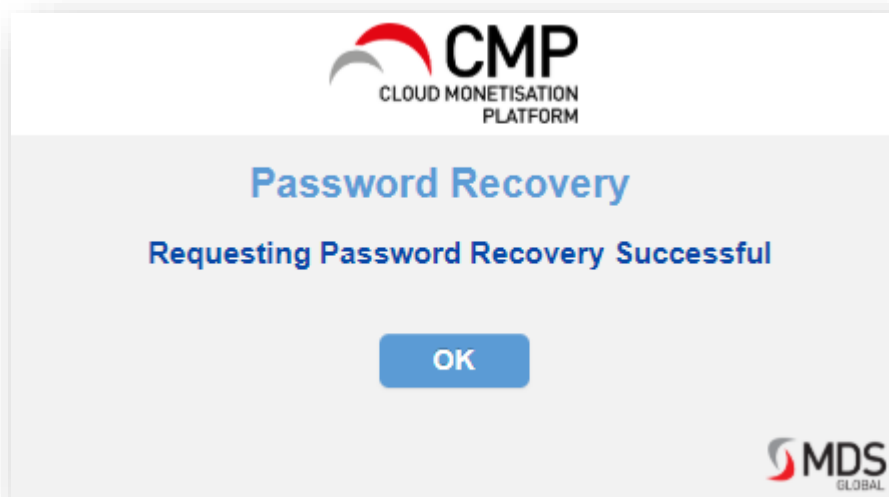 CMP
CLOUD MONETISATION
PLATFORM
Password Recovery
Requesting Password Recovery Successful
OK
MDS
GLOBAL